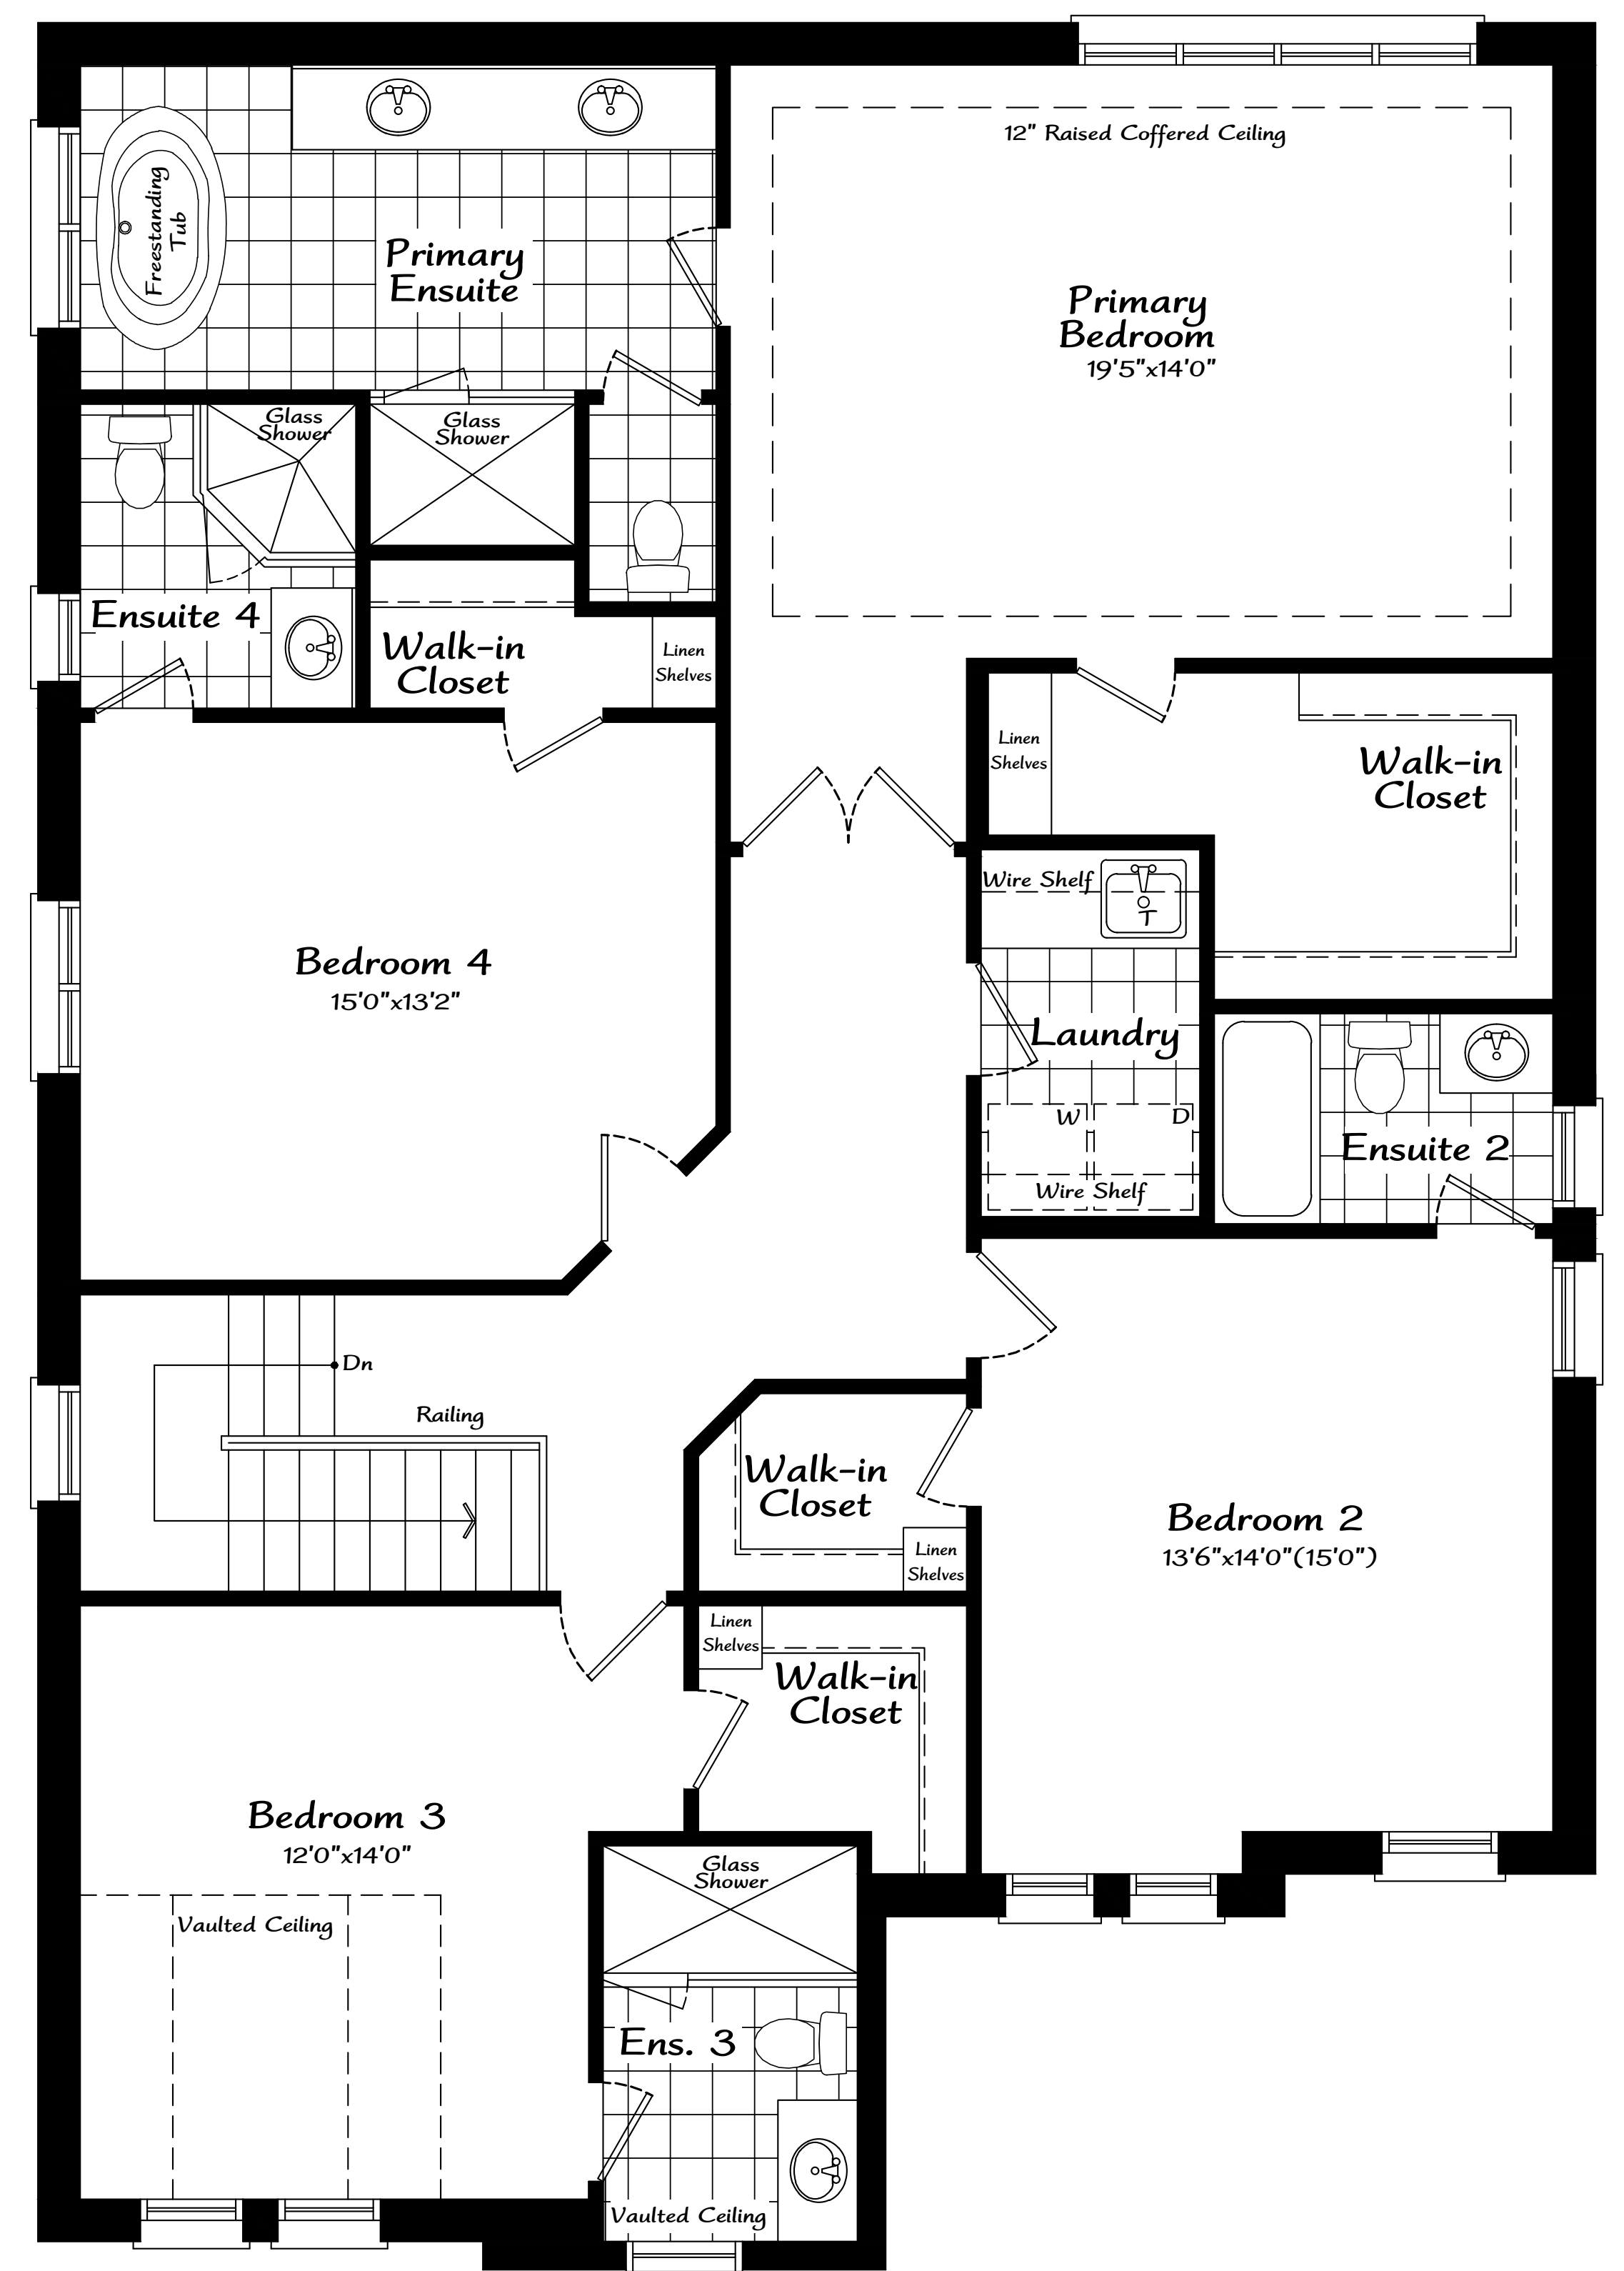 12" Raised Coffered Ceiling
Freestanding
Tub
Primary
Ensuite
Primary
Bedroom
19'5"x14'0"
Glass
Shower
Glass
Shower
Ensuite 4
Walk-in
Closet
Linen
Shelves
Linen
Shelves
Walk-in
Closet
Wire Shelf
T
Bedroom 4
15'0"x13'2"
Laundry
W
D
Wire Shelf
Ensuite 2
Dn
Railing
Walk-in
Closet
Linen
Shelves
Bedroom 2
13'6"x14'0"(15'0")
Linen
Shelves
Walk-in
Closet
Bedroom 3
12'0"x14'0"
Glass
Shower
Vaulted Ceiling
Ens. 3
Vaulted Ceiling